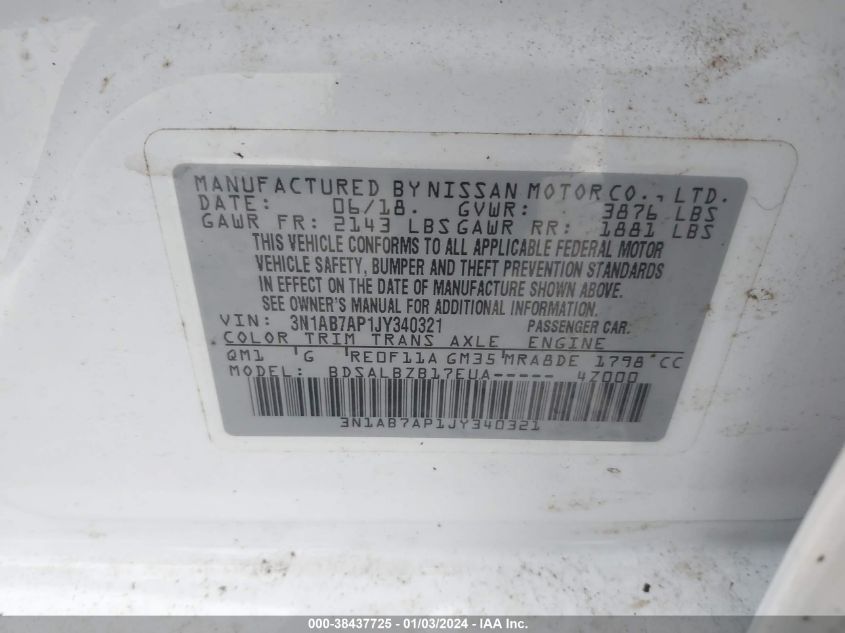 MANUFACTURED BY NISSAN MOTOR CO., LTD.
DATE: 06/18. GVWR: 3876 LBS
GAWR FR: 2143 LBS GAWR RR: 1881 LBS
THIS VEHICLE CONFORMS TO ALL APPLICABLE FEDERAL MOTOR
VEHICLE SAFETY, BUMPER AND THEFT PREVENTION STANDARDS
IN EFFECT ON THE DATE OF MANUFACTURE SHOWN ABOVE.
SEE OWNER'S MANUAL FOR ADDITIONAL INFORMATION.
VIN: 3N1AB7AP1JY340321 PASSENGER CAR.
COLOR TRIM TRANS AXLE ENGINE
QM1 G RE0F11A GM35 MRA8DE 1798 CC
MODEL: BDSALBZB17EUA----- 4Z000
3N1AB7AP1JY340321
000-38437725 - 01/03/2024 - IAA, Inc.